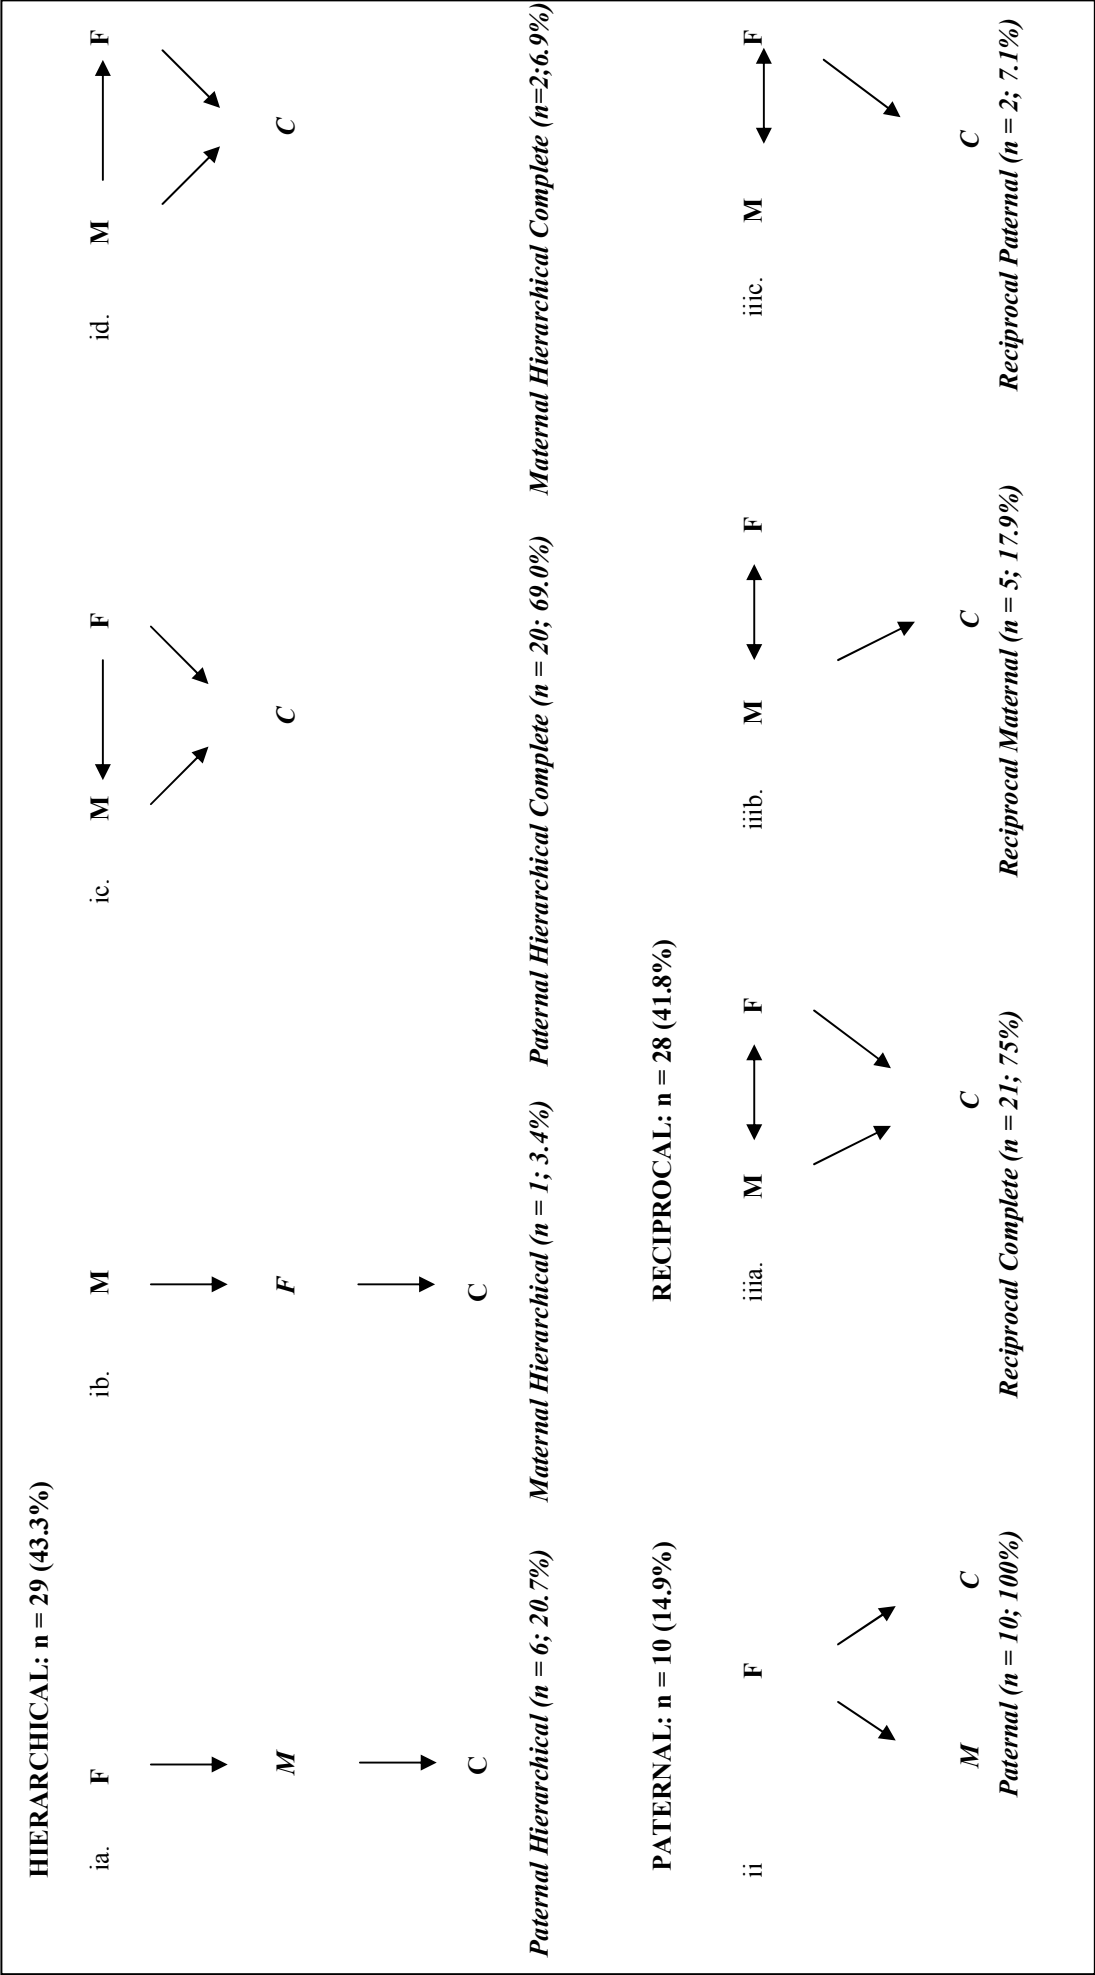 HIERARCHICAL: n = 29 (43.3%)
ia. F ib. M ic. M F id. M F
M F C C
C C
Paternal Hierarchical (n = 6; 20.7%) Maternal Hierarchical (n = 1; 3.4%) Paternal Hierarchical Complete (n = 20; 69.0%) Maternal Hierarchical Complete (n=2;6.9%)
PATERNAL: n = 10 (14.9%) RECIPROCAL: n = 28 (41.8%)
ii F iiia. M F iiib. M F iiic. M F
M C C C C
Paternal (n = 10; 100%) Reciprocal Complete (n = 21; 75%) Reciprocal Maternal (n = 5; 17.9%) Reciprocal Paternal (n = 2; 7.1%)